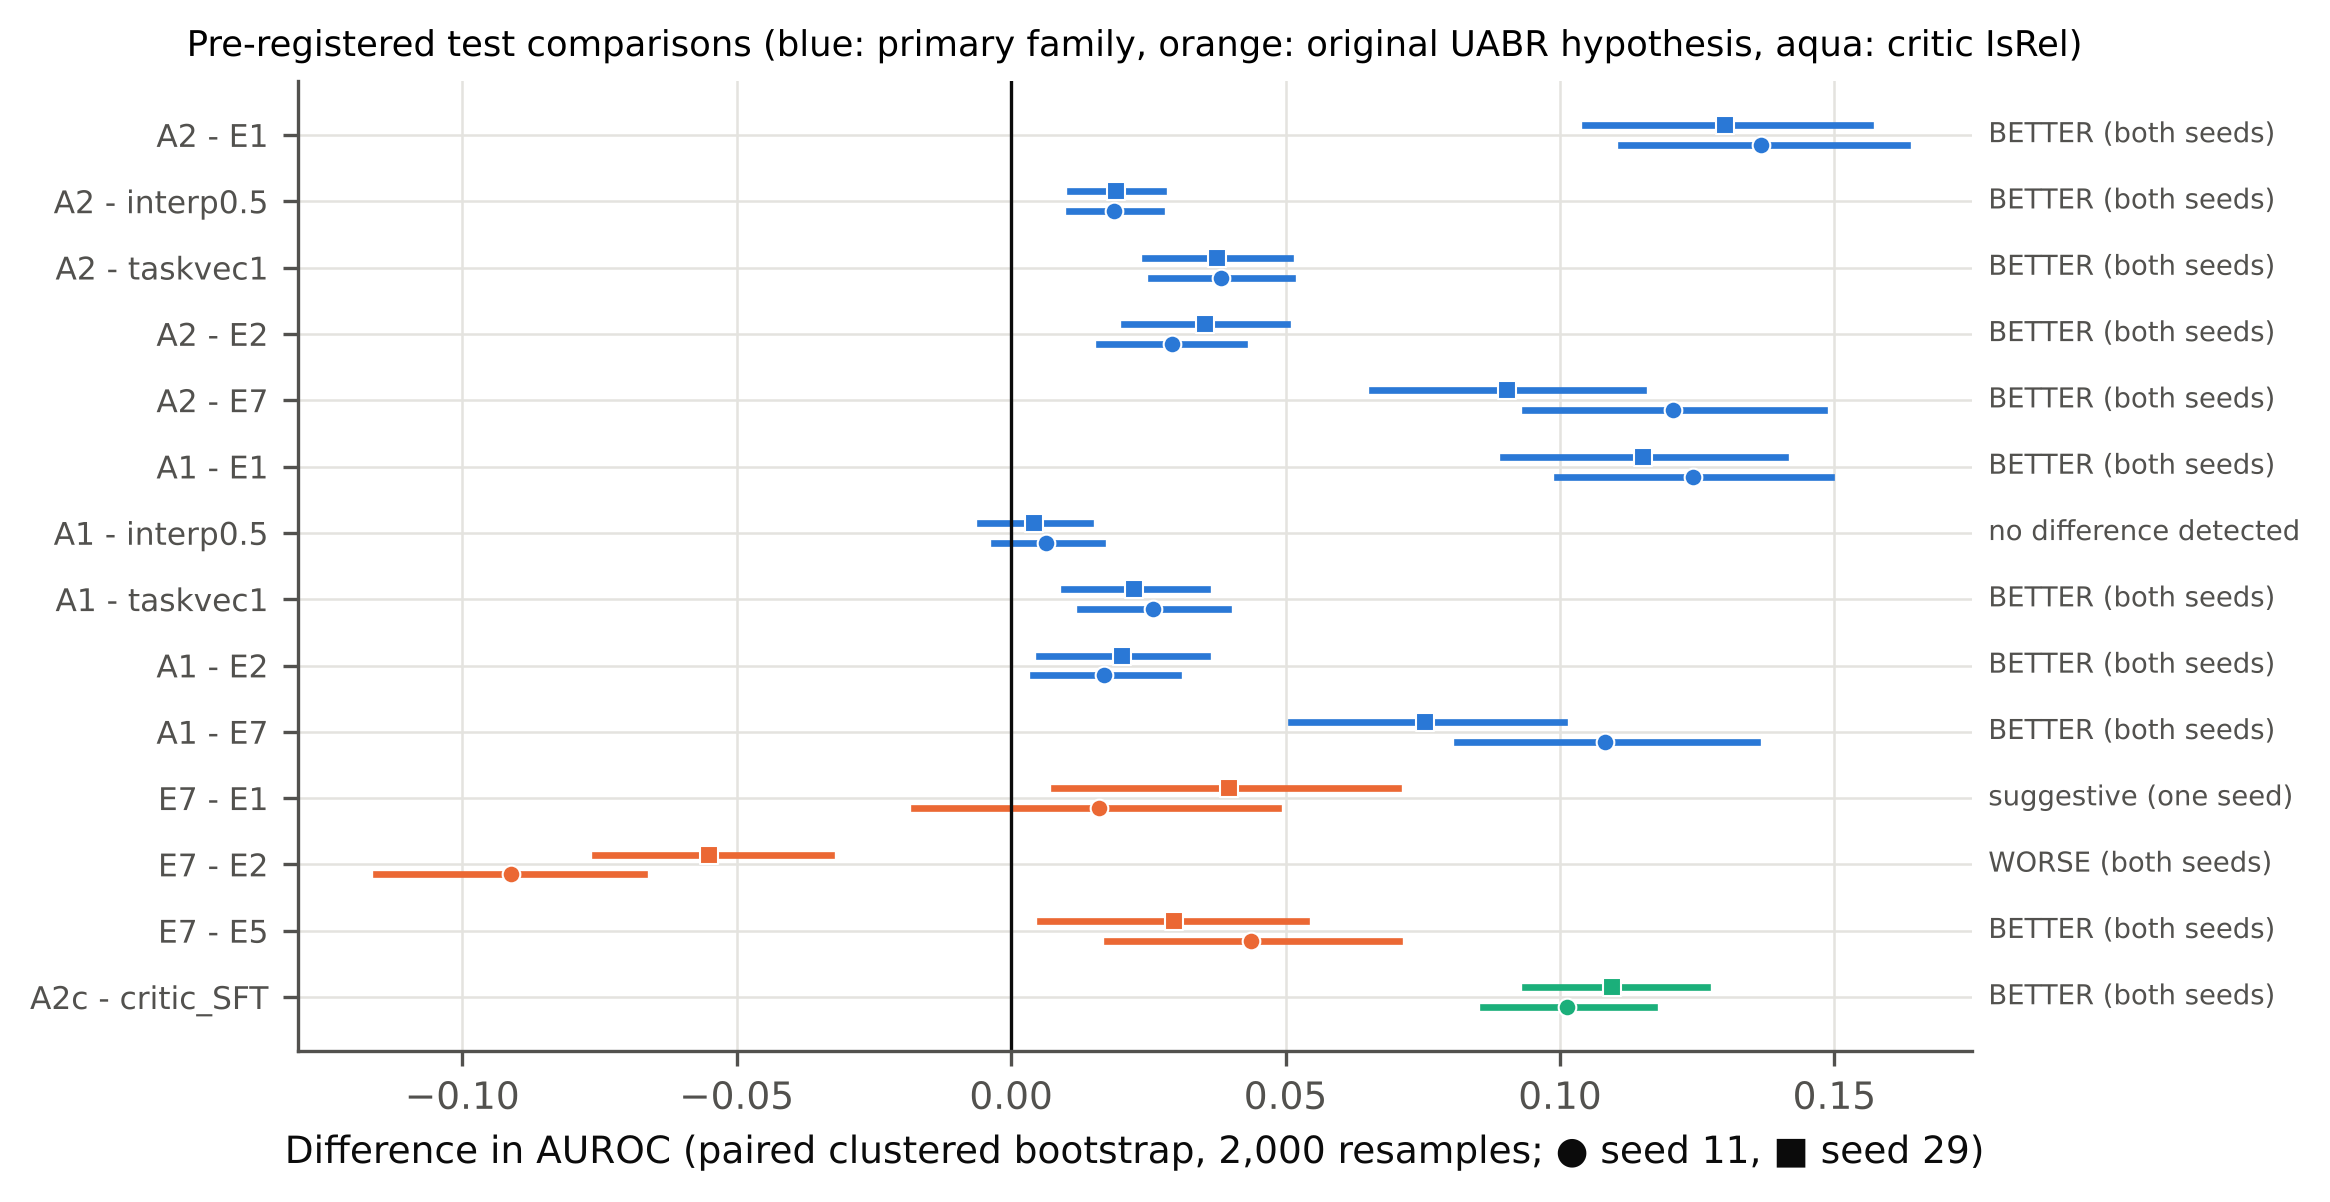 Pre-registered test comparisons (blue: primary family, orange: original UABR hypothesis, aqua: critic IsRel)
A2 - E1 BETTER (both seeds)
A2 - interp0.5 BETTER (both seeds)
A2 - taskvec1 BETTER (both seeds)
A2 - E2 BETTER (both seeds)
A2 - E7 BETTER (both seeds)
A1 - E1 BETTER (both seeds)
A1 - interp0.5 no difference detected
A1 - taskvec1 BETTER (both seeds)
A1 - E2 BETTER (both seeds)
A1 - E7 BETTER (both seeds)
E7 - E1 suggestive (one seed)
E7 - E2 WORSE (both seeds)
E7 - E5 BETTER (both seeds)
A2c - critic_SFT BETTER (both seeds)
−0.10 −0.05 0.00 0.05 0.10 0.15
Difference in AUROC (paired clustered bootstrap, 2,000 resamples; ● seed 11, ■ seed 29)